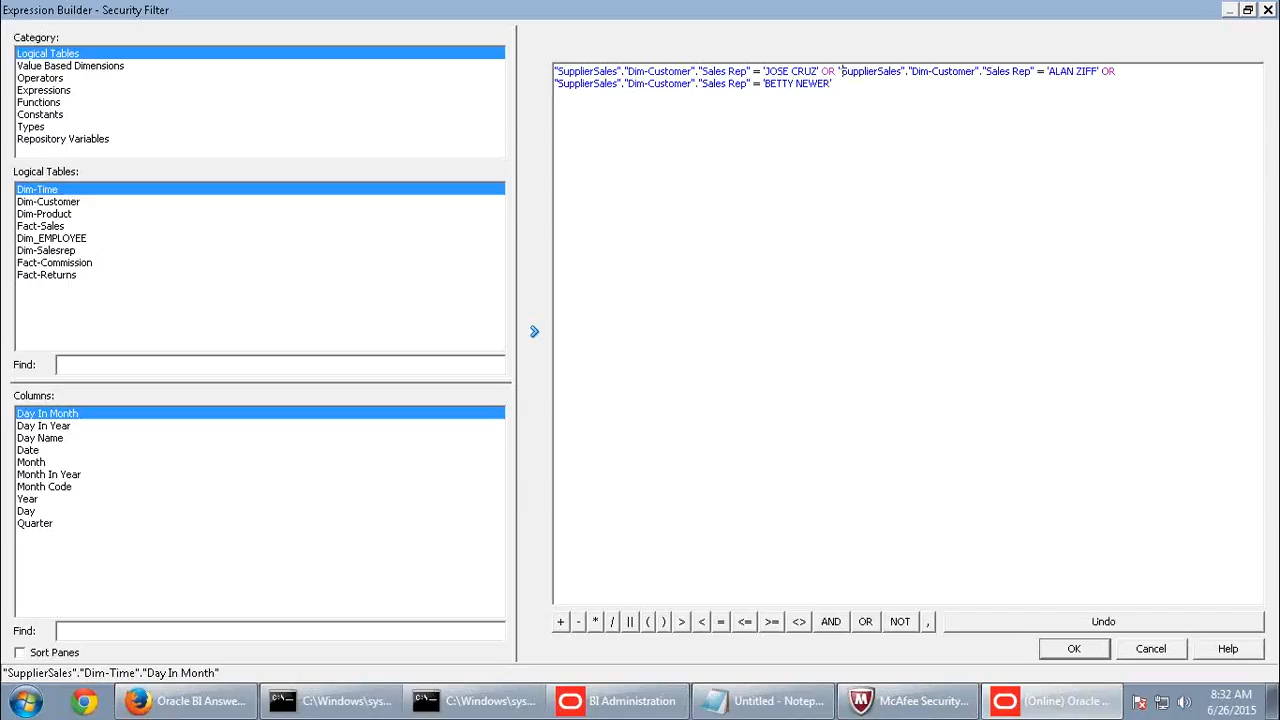 Expression Builder - Security Filter
Category:
Logical Tables
Value Based Dimensions
Operators
Expressions
Functions
Constants
Types
Repository Variables
Logical Tables:
Dim-Time
Dim-Customer
Dim-Product
Fact-Sales
Dim_EMPLOYEE
Dim-Salesrep
Fact-Commission
Fact-Returns
Find:
Columns:
Day In Month
Day In Year
Day Name
Date
Month
Month In Year
Month Code
Year
Day
Quarter
Find:
Sort Panes
"SupplierSales"."Dim-Time"."Day In Month"
"SupplierSales"."Dim-Customer"."Sales Rep" = 'JOSE CRUZ' OR "SupplierSales"."Dim-Customer"."Sales Rep" = 'ALAN ZIFF' OR
"SupplierSales"."Dim-Customer"."Sales Rep" = 'BETTY NEWER'
+ - * / || ( ) > < = <= >= <> AND OR NOT , Undo
OK Cancel Help
Oracle BI Answe... C:\Windows\sys... C:\Windows\sys... BI Administration Untitled - Notep... McAfee Security... (Online) Oracle ...
8:32 AM
6/26/2015